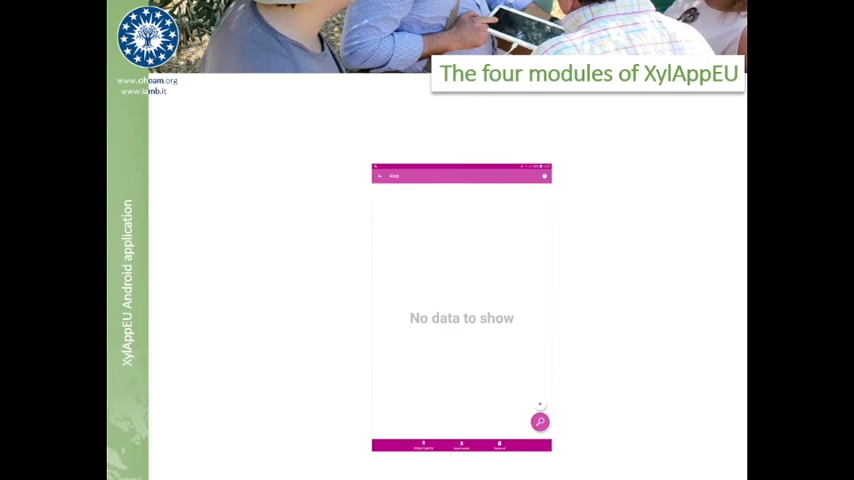 The four modules of XylAppEU
www.ciheam.org
www.iamb.it
XylAppEU Android application
Find
No data to show